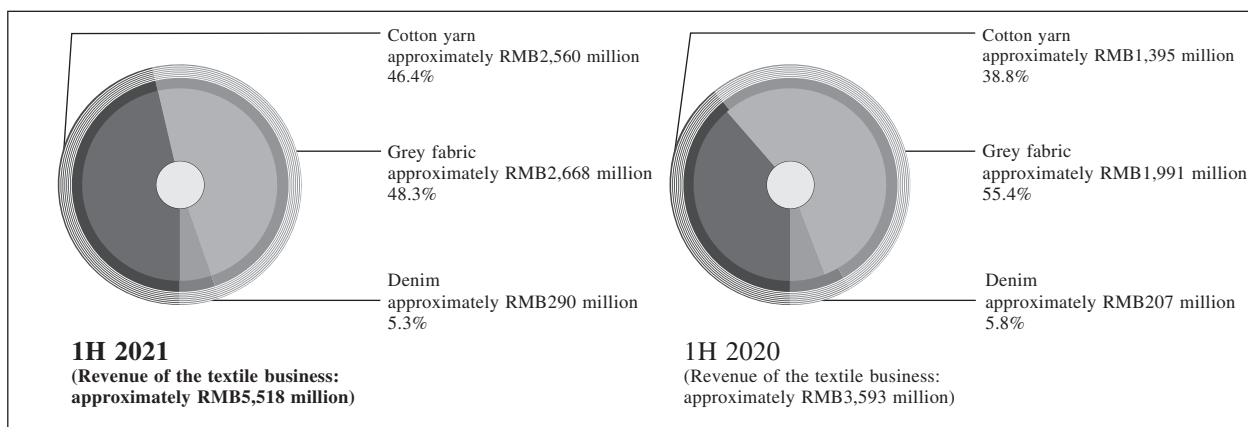 Cotton yarn
approximately RMB2,560 million
46.4%
Grey fabric
approximately RMB2,668 million
48.3%
Denim
approximately RMB290 million
5.3%
1H 2021
(Revenue of the textile business:
approximately RMB5,518 million)
Cotton yarn
approximately RMB1,395 million
38.8%
Grey fabric
approximately RMB1,991 million
55.4%
Denim
approximately RMB207 million
5.8%
1H 2020
(Revenue of the textile business:
approximately RMB3,593 million)